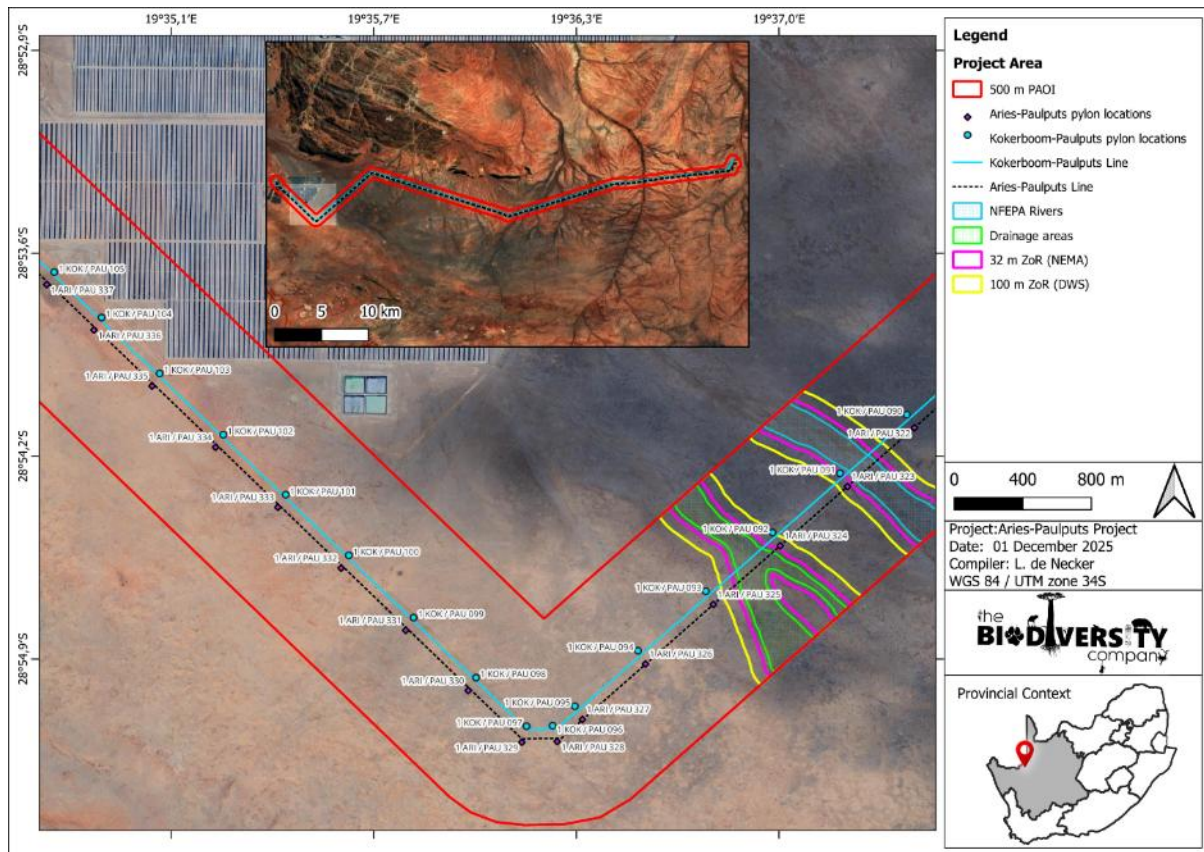 19°35,1'E
19°35,7'E
19°36,3'E
19°37,0'E
28°52,9'S
28°53,6'S
28°54,2'S
28°54,9'S
0 5 10 km
1 KOK / PAU 105
1 ARI / PAU 337
1 KOK / PAU 104
1 ARI / PAU 336
1 KOK / PAU 103
1 ARI / PAU 335
1 KOK / PAU 102
1 ARI / PAU 334
1 KOK / PAU 101
1 ARI / PAU 333
1 KOK / PAU 100
1 ARI / PAU 332
1 KOK / PAU 099
1 ARI / PAU 331
1 KOK / PAU 098
1 ARI / PAU 330
1 KOK / PAU 097
1 ARI / PAU 329
1 KOK / PAU 096
1 ARI / PAU 328
1 KOK / PAU 095
1 ARI / PAU 327
1 KOK / PAU 094
1 ARI / PAU 326
1 KOK / PAU 093
1 ARI / PAU 325
1 KOK / PAU 092
1 ARI / PAU 324
1 KOK / PAU 091
1 ARI / PAU 323
1 KOK / PAU 090
1 ARI / PAU 322
Legend
Project Area
500 m PAOI
Aries-Paulputs pylon locations
Kokerboom-Paulputs pylon locations
Kokerboom-Paulputs Line
Aries-Paulputs Line
NFEPA Rivers
Drainage areas
32 m ZoR (NEMA)
100 m ZoR (DWS)
0 400 800 m
Project:Aries-Paulputs Project
Date: 01 December 2025
Compiler: L. de Necker
WGS 84 / UTM zone 34S
the
BIODIVERSITY
company
Provincial Context